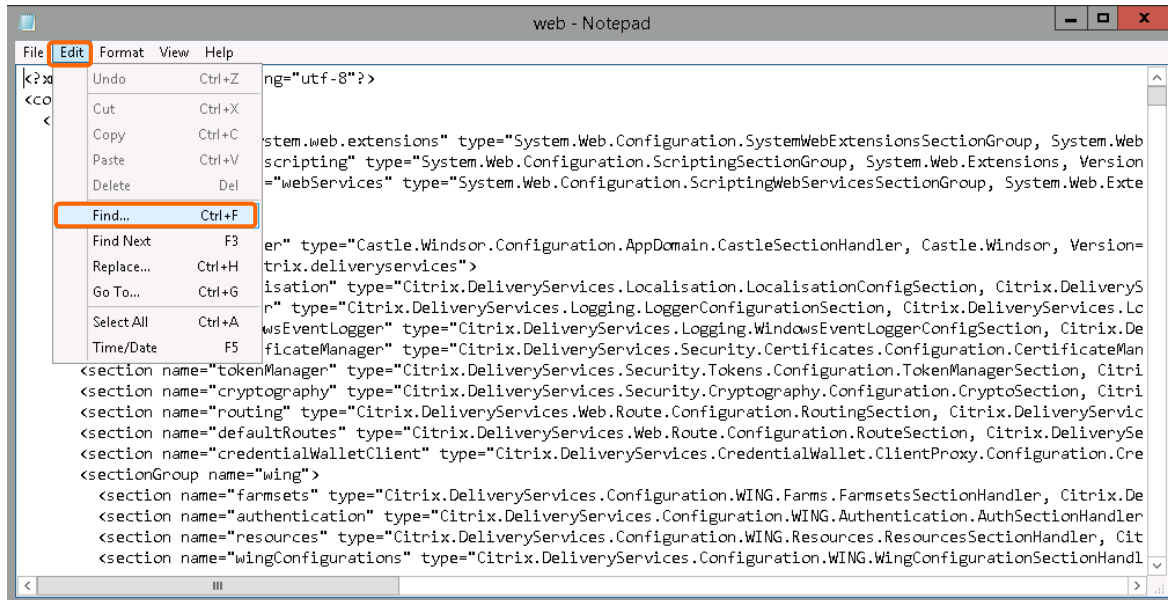 web - Notepad
File Edit Format View Help
<?x ng="utf-8"?>
Undo Ctrl+Z
<co
Cut Ctrl+X
<
Copy Ctrl+C stem.web.extensions" type="System.Web.Configuration.SystemWebExtensionsSectionGroup, System.Web
Paste Ctrl+V scripting" type="System.Web.Configuration.ScriptingSectionGroup, System.Web.Extensions, Version
Delete Del ="webServices" type="System.Web.Configuration.ScriptingWebServicesSectionGroup, System.Web.Exte
Find... Ctrl+F
Find Next F3 er" type="Castle.Windsor.Configuration.AppDomain.CastleSectionHandler, Castle.Windsor, Version=
Replace... Ctrl+H trix.deliveryservices">
Go To... Ctrl+G isation" type="Citrix.DeliveryServices.Localisation.LocalisationConfigSection, Citrix.DeliveryS
r" type="Citrix.DeliveryServices.Logging.LoggerConfigurationSection, Citrix.DeliveryServices.Lc
Select All Ctrl+A wsEventLogger" type="Citrix.DeliveryServices.Logging.WindowsEventLoggerConfigSection, Citrix.De
Time/Date F5 ficateManager" type="Citrix.DeliveryServices.Security.Certificates.Configuration.CertificateMan
<section name="tokenManager" type="Citrix.DeliveryServices.Security.Tokens.Configuration.TokenManagerSection, Citri
<section name="cryptography" type="Citrix.DeliveryServices.Security.Cryptography.Configuration.CryptoSection, Citri
<section name="routing" type="Citrix.DeliveryServices.Web.Route.Configuration.RoutingSection, Citrix.DeliveryServic
<section name="defaultRoutes" type="Citrix.DeliveryServices.Web.Route.Configuration.RouteSection, Citrix.DeliverySe
<section name="credentialWalletClient" type="Citrix.DeliveryServices.CredentialWallet.ClientProxy.Configuration.Cre
<sectionGroup name="wing">
<section name="farmsets" type="Citrix.DeliveryServices.Configuration.WING.Farms.FarmsetsSectionHandler, Citrix.De
<section name="authentication" type="Citrix.DeliveryServices.Configuration.WING.Authentication.AuthSectionHandler
<section name="resources" type="Citrix.DeliveryServices.Configuration.WING.Resources.ResourcesSectionHandler, Cit
<section name="wingConfigurations" type="Citrix.DeliveryServices.Configuration.WING.WingConfigurationSectionHandl